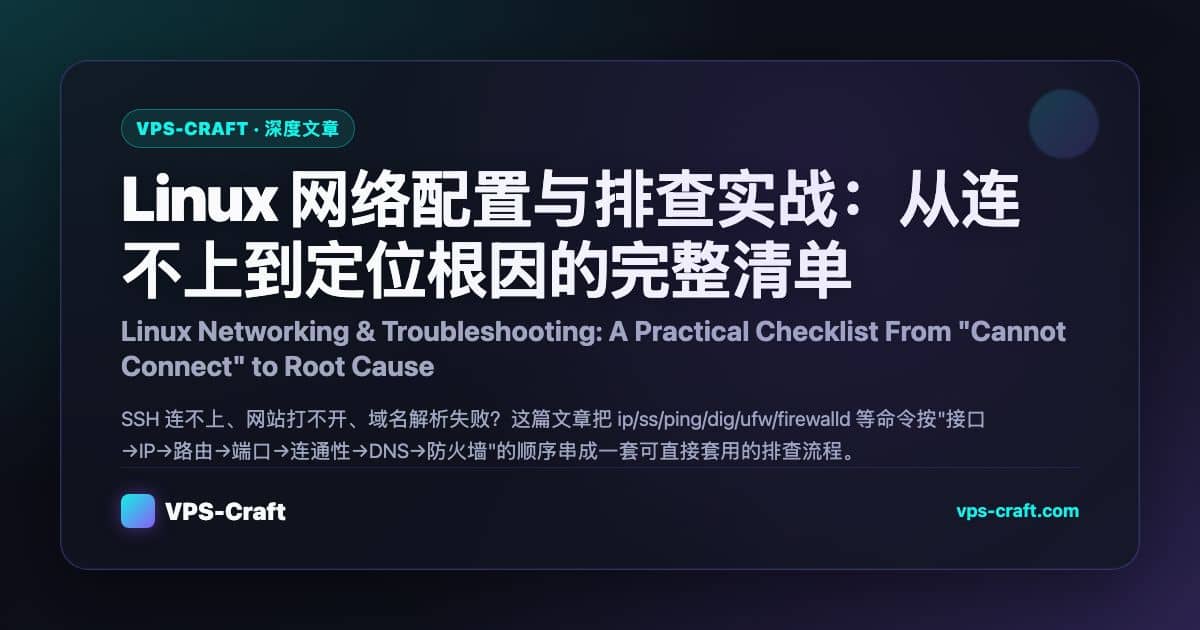 VPS-CRAFT · 深度文章
Linux 网络配置与排查实战：从连
不上到定位根因的完整清单
Linux Networking & Troubleshooting: A Practical Checklist From "Cannot
Connect" to Root Cause
SSH 连不上、网站打不开、域名解析失败？这篇文章把 ip/ss/ping/dig/ufw/firewalld 等命令按"接口
→IP→路由→端口→连通性→DNS→防火墙"的顺序串成一套可直接套用的排查流程。
VPS-Craft
vps-craft.com